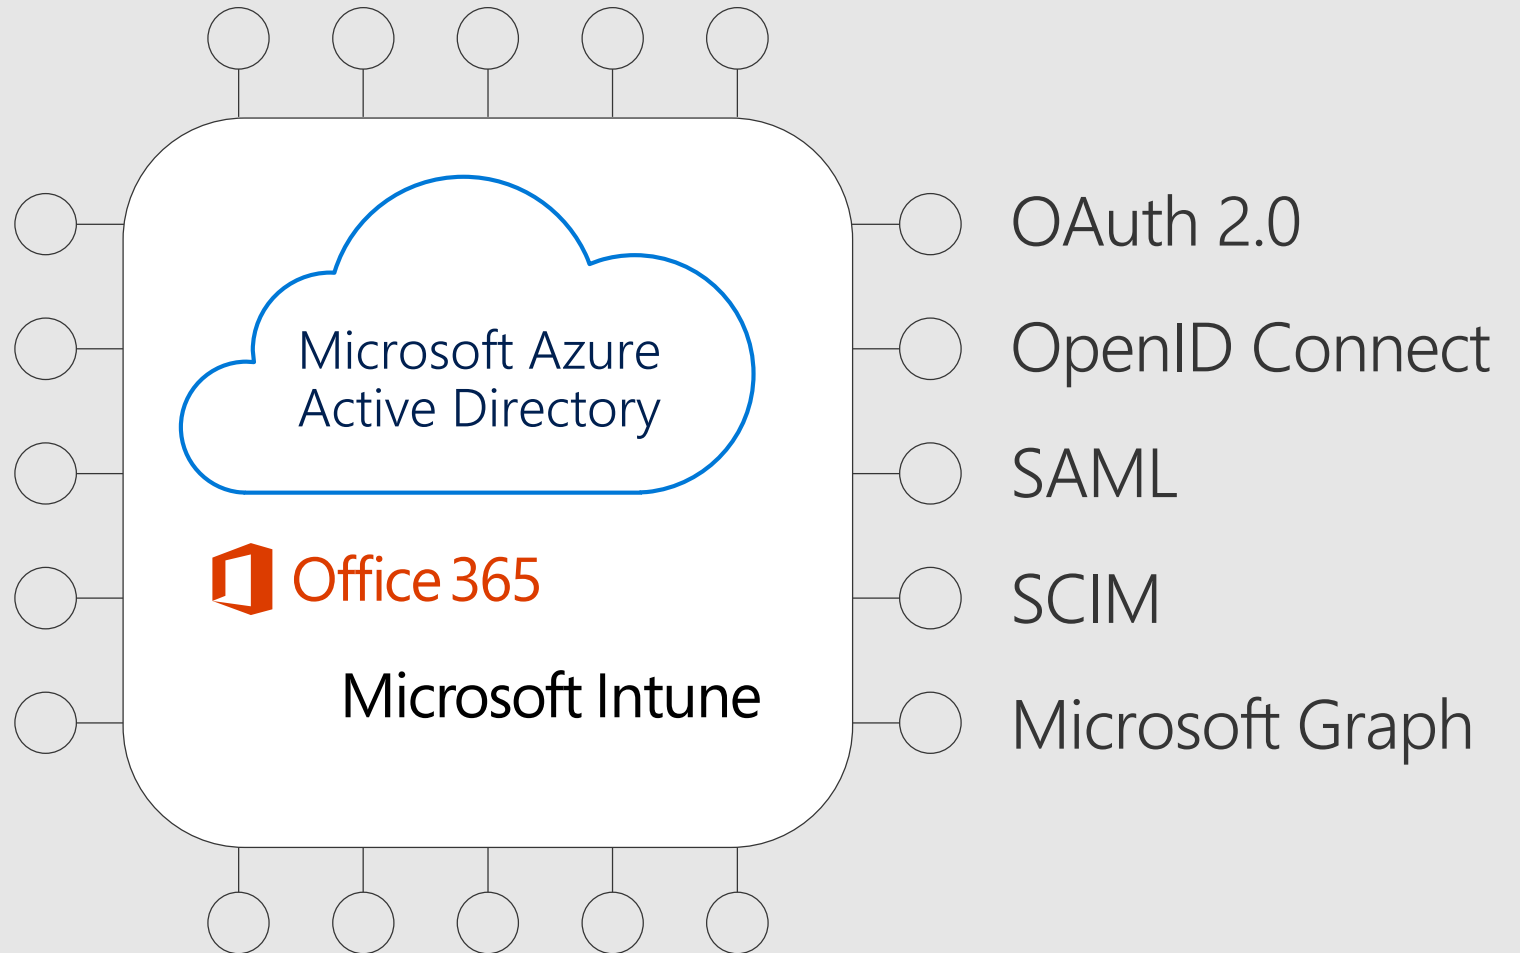 Microsoft Azure
Active Directory
Office 365
Microsoft Intune
OAuth 2.0
OpenID Connect
SAML
SCIM
Microsoft Graph